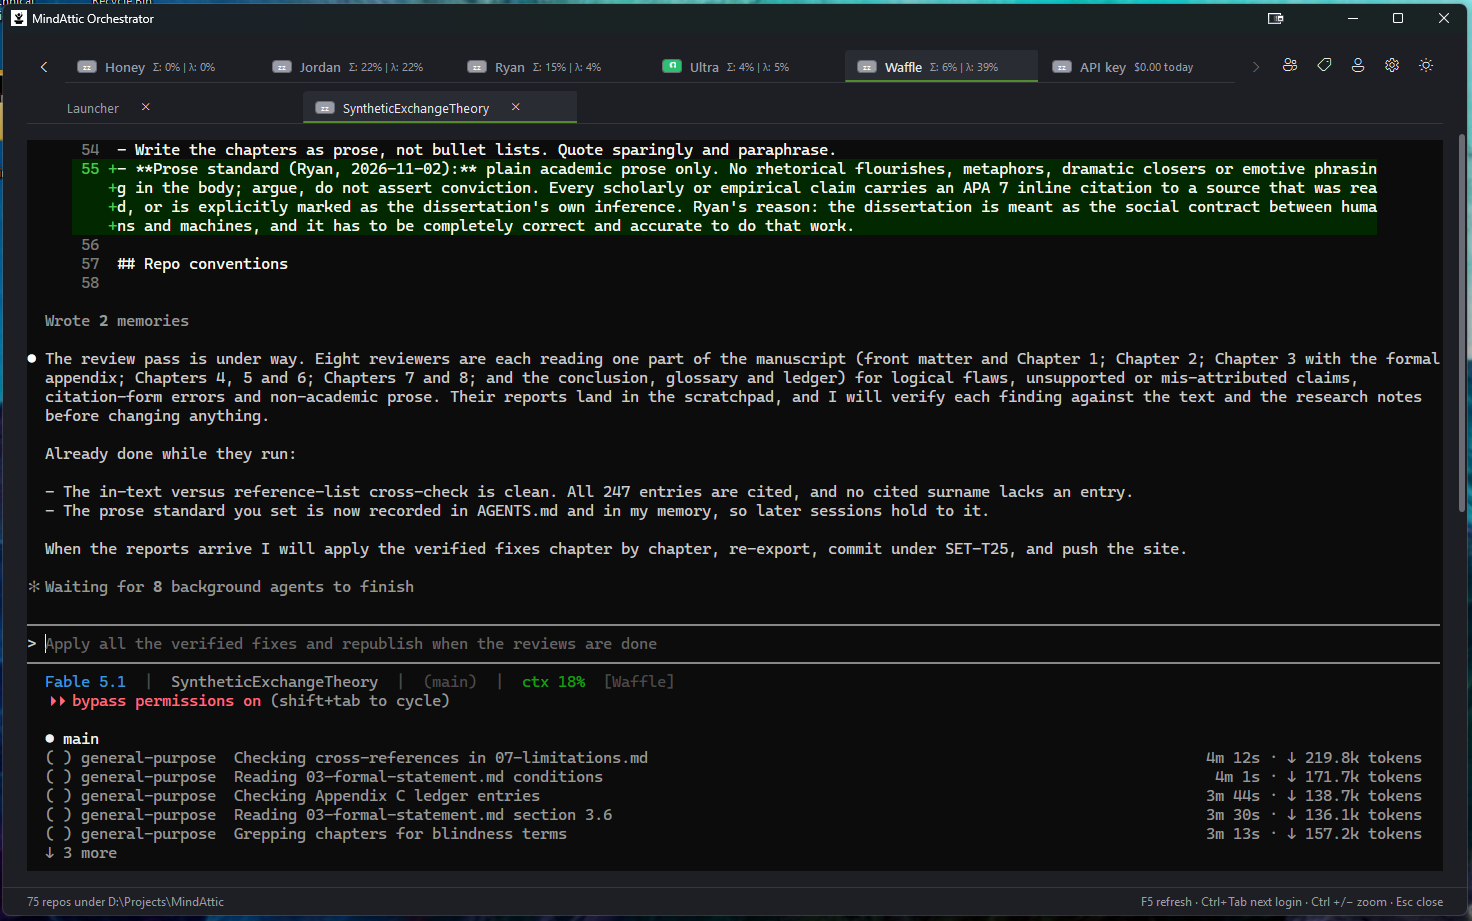 MindAttic Orchestrator
Honey Σ: 0% | λ: 0%
Jordan Σ: 22% | λ: 22%
Ryan Σ: 15% | λ: 4%
Ultra Σ: 4% | λ: 5%
Waffle Σ: 6% | λ: 39%
API key $0.00 today
Launcher ×
SyntheticExchangeTheory ×
54 - Write the chapters as prose, not bullet lists. Quote sparingly and paraphrase.
55 +- **Prose standard (Ryan, 2026-11-02):** plain academic prose only. No rhetorical flourishes, metaphors, dramatic closers or emotive phrasin
+g in the body; argue, do not assert conviction. Every scholarly or empirical claim carries an APA 7 inline citation to a source that was rea
+d, or is explicitly marked as the dissertation's own inference. Ryan's reason: the dissertation is meant as the social contract between huma
+ns and machines, and it has to be completely correct and accurate to do that work.
56
57 ## Repo conventions
58
Wrote 2 memories
● The review pass is under way. Eight reviewers are each reading one part of the manuscript (front matter and Chapter 1; Chapter 2; Chapter 3 with the formal
appendix; Chapters 4, 5 and 6; Chapters 7 and 8; and the conclusion, glossary and ledger) for logical flaws, unsupported or mis-attributed claims,
citation-form errors and non-academic prose. Their reports land in the scratchpad, and I will verify each finding against the text and the research notes
before changing anything.
Already done while they run:
- The in-text versus reference-list cross-check is clean. All 247 entries are cited, and no cited surname lacks an entry.
- The prose standard you set is now recorded in AGENTS.md and in my memory, so later sessions hold to it.
When the reports arrive I will apply the verified fixes chapter by chapter, re-export, commit under SET-T25, and push the site.
✻ Waiting for 8 background agents to finish
> Apply all the verified fixes and republish when the reviews are done
Fable 5.1 | SyntheticExchangeTheory | (main) | ctx 18% [Waffle]
⏵⏵ bypass permissions on (shift+tab to cycle)
● main
( ) general-purpose Checking cross-references in 07-limitations.md 4m 12s · ↓ 219.8k tokens
( ) general-purpose Reading 03-formal-statement.md conditions 4m 1s · ↓ 171.7k tokens
( ) general-purpose Checking Appendix C ledger entries 3m 44s · ↓ 138.7k tokens
( ) general-purpose Reading 03-formal-statement.md section 3.6 3m 30s · ↓ 136.1k tokens
( ) general-purpose Grepping chapters for blindness terms 3m 13s · ↓ 157.2k tokens
↓ 3 more
75 repos under D:\Projects\MindAttic
F5 refresh · Ctrl+Tab next login · Ctrl +/− zoom · Esc close